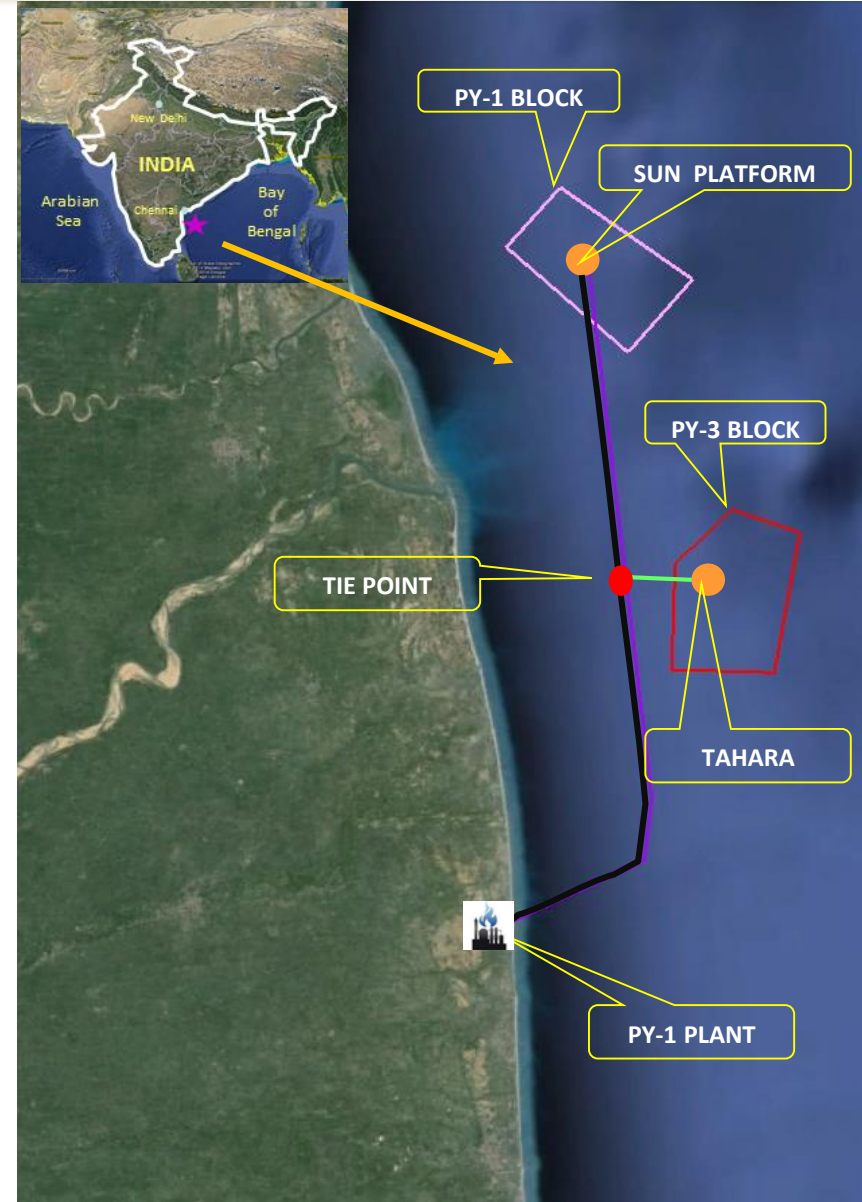 New Delhi
INDIA
Arabian
Sea
Chennai
Bay
of
Bengal
PY-1 BLOCK
SUN PLATFORM
PY-3 BLOCK
TIE POINT
TAHARA
PY-1 PLANT